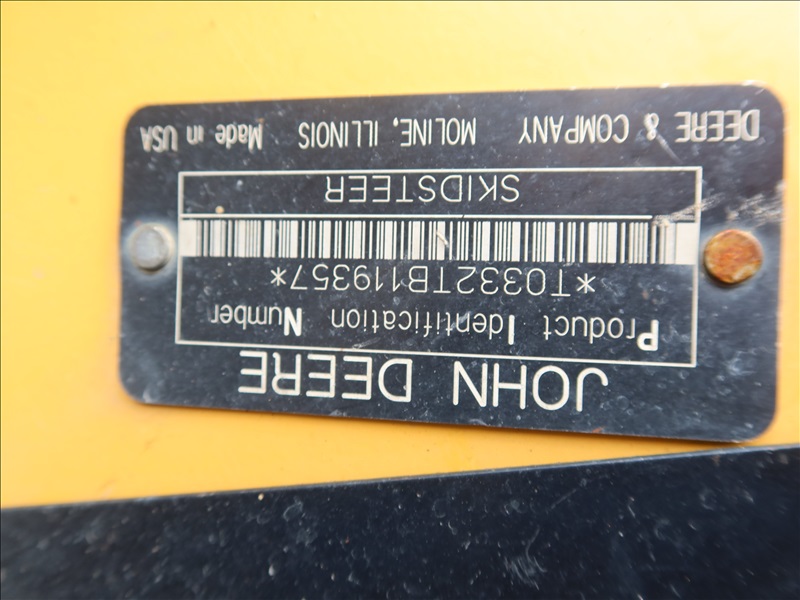 JOHN DEERE
Product Identification Number
*T0332TB119357*
SKIDSTEER
DEERE & COMPANY MOLINE, ILLINOIS Made in USA